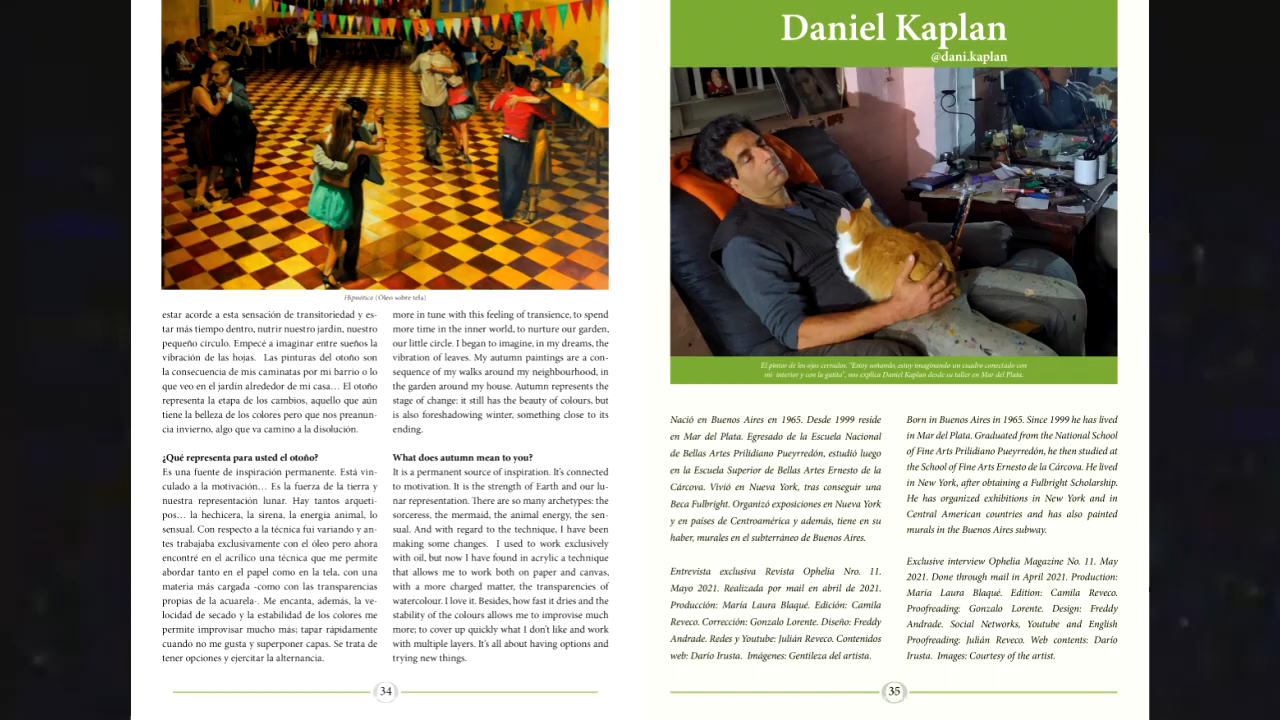 Hipnótica (Óleo sobre tela)
estar acorde a esta sensación de transitoriedad y es-
tar más tiempo dentro, nutrir nuestro jardín, nuestro
pequeño círculo. Empecé a imaginar entre sueños la
vibración de las hojas.  Las pinturas del otoño son
la consecuencia de mis caminatas por mi barrio o lo
que veo en el jardín alrededor de mi casa… El otoño
representa la etapa de los cambios, aquello que aún
tiene la belleza de los colores pero que nos preanun-
cia invierno, algo que va camino a la disolución.
¿Qué representa para usted el otoño?
Es una fuente de inspiración permanente. Está vin-
culado a la motivación… Es la fuerza de la tierra y
nuestra representación lunar. Hay tantos arqueti-
pos… la hechicera, la sirena, la energía animal, lo
sensual. Con respecto a la técnica fui variando y an-
tes trabajaba exclusivamente con el óleo pero ahora
encontré en el acrílico una técnica que me permite
abordar tanto en el papel como en la tela, con una
materia más cargada -como con las transparencias
propias de la acuarela-. Me encanta, además, la ve-
locidad de secado y la estabilidad de los colores me
permite improvisar mucho más; tapar rápidamente
cuando no me gusta y superponer capas. Se trata de
tener opciones y ejercitar la alternancia.
more in tune with this feeling of transience, to spend
more time in the inner world, to nurture our garden,
our little circle. I began to imagine, in my dreams, the
vibration of leaves. My autumn paintings are a con-
sequence of my walks around my neighbourhood, in
the garden around my house. Autumn represents the
stage of change: it still has the beauty of colours, but
is also foreshadowing winter, something close to its
ending.
What does autumn mean to you?
It is a permanent source of inspiration. It's connected
to motivation. It is the strength of Earth and our lu-
nar representation. There are so many archetypes: the
sorceress, the mermaid, the animal energy, the sen-
sual. And with regard to the technique, I have been
making some changes.  I used to work exclusively
with oil, but now I have found in acrylic a technique
that allows me to work both on paper and canvas,
with a more charged matter, the transparencies of
watercolour. I love it. Besides, how fast it dries and the
stability of the colours allows me to improvise much
more; to cover up quickly what I don't like and work
with multiple layers. It's all about having options and
trying new things.
34
Daniel Kaplan
@dani.kaplan
El pintor de los ojos cerrados. "Estoy soñando, estoy imaginando un cuadro conectado con
mi  interior y con la gatita", nos explica Daniel Kaplan desde su taller en Mar del Plata.
Nació en Buenos Aires en 1965. Desde 1999 reside
en Mar del Plata. Egresado de la Escuela Nacional
de Bellas Artes Prilidiano Pueyrredón, estudió luego
en la Escuela Superior de Bellas Artes Ernesto de la
Cárcova. Vivió en Nueva York, tras conseguir una
Beca Fulbright. Organizó exposiciones en Nueva York
y en países de Centroamérica y además, tiene en su
haber, murales en el subterráneo de Buenos Aires.
Entrevista exclusiva Revista Ophelia Nro. 11.
Mayo 2021. Realizada por mail en abril de 2021.
Producción: María Laura Blaqué. Edición: Camila
Reveco. Corrección: Gonzalo Lorente. Diseño: Freddy
Andrade. Redes y Youtube: Julián Reveco. Contenidos
web: Darío Irusta.  Imágenes: Gentileza del artista.
Born in Buenos Aires in 1965. Since 1999 he has lived
in Mar del Plata. Graduated from the National School
of Fine Arts Prilidiano Pueyrredón, he then studied at
the School of Fine Arts Ernesto de la Cárcova. He lived
in New York, after obtaining a Fulbright Scholarship.
He has organized exhibitions in New York and in
Central American countries and has also painted
murals in the Buenos Aires subway.
Exclusive interview Ophelia Magazine No. 11. May
2021. Done through mail in April 2021. Production:
María Laura Blaqué. Edition: Camila Reveco.
Proofreading: Gonzalo Lorente. Design: Freddy
Andrade. Social Networks, Youtube and English
Proofreading: Julián Reveco. Web contents: Darío
Irusta.  Images: Courtesy of the artist.
35